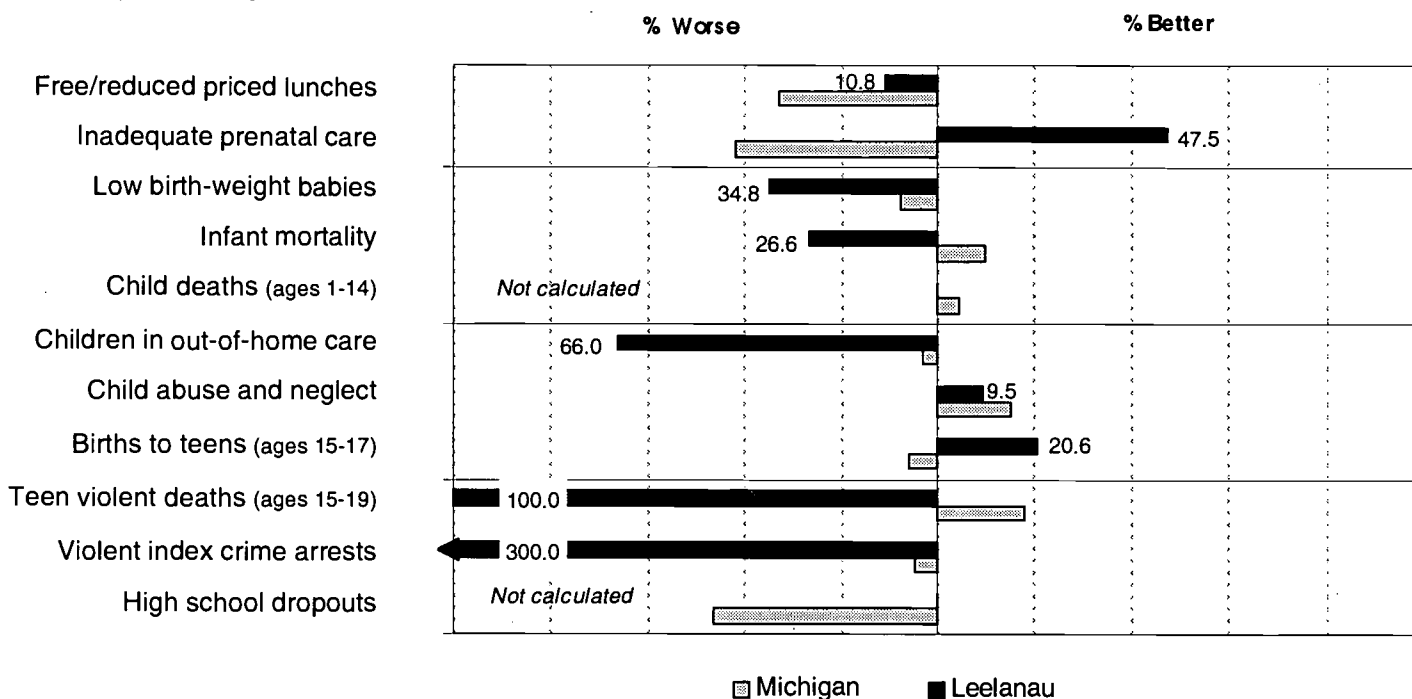 % Worse % Better
Free/reduced priced lunches 10.8
Inadequate prenatal care 47.5
Low birth-weight babies 34.8
Infant mortality 26.6
Child deaths (ages 1-14) Not calculated
Children in out-of-home care 66.0
Child abuse and neglect 9.5
Births to teens (ages 15-17) 20.6
Teen violent deaths (ages 15-19) 100.0
Violent index crime arrests 300.0
High school dropouts Not calculated
Michigan Leelanau